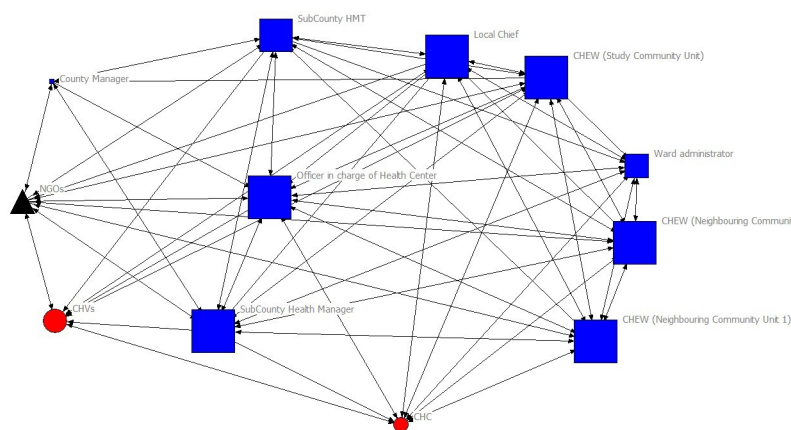 SubCounty HMT
Local Chief
CHEW (Study Community Unit)
County Manager
Ward administrator
Officer in charge of Health Center
NGOs
CHEW (Neighbouring Communi
CHVs
SubCounty Health Manager
CHEW (Neighbouring Community Unit 1)
CHC